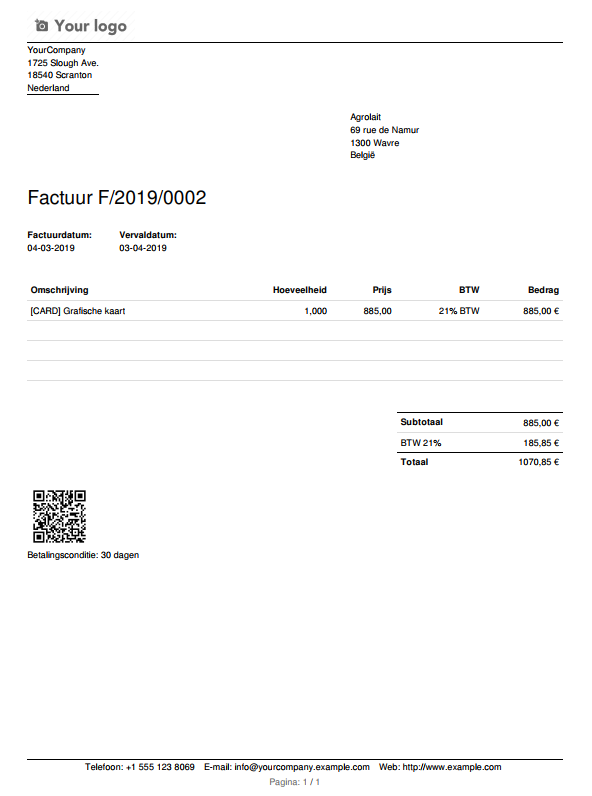 Your logo
YourCompany
1725 Slough Ave.
18540 Scranton
Nederland
Agrolait
69 rue de Namur
1300 Wavre
België
Factuur F/2019/0002
Factuurdatum: Vervaldatum:
04-03-2019 03-04-2019
Omschrijving Hoeveelheid Prijs BTW Bedrag
[CARD] Grafische kaart 1,000 885,00 21% BTW 885,00 €
Subtotaal 885,00 €
BTW 21% 185,85 €
Totaal 1070,85 €
Betalingsconditie: 30 dagen
Telefoon: +1 555 123 8069 E-mail: info@yourcompany.example.com Web: http://www.example.com
Pagina: 1 / 1